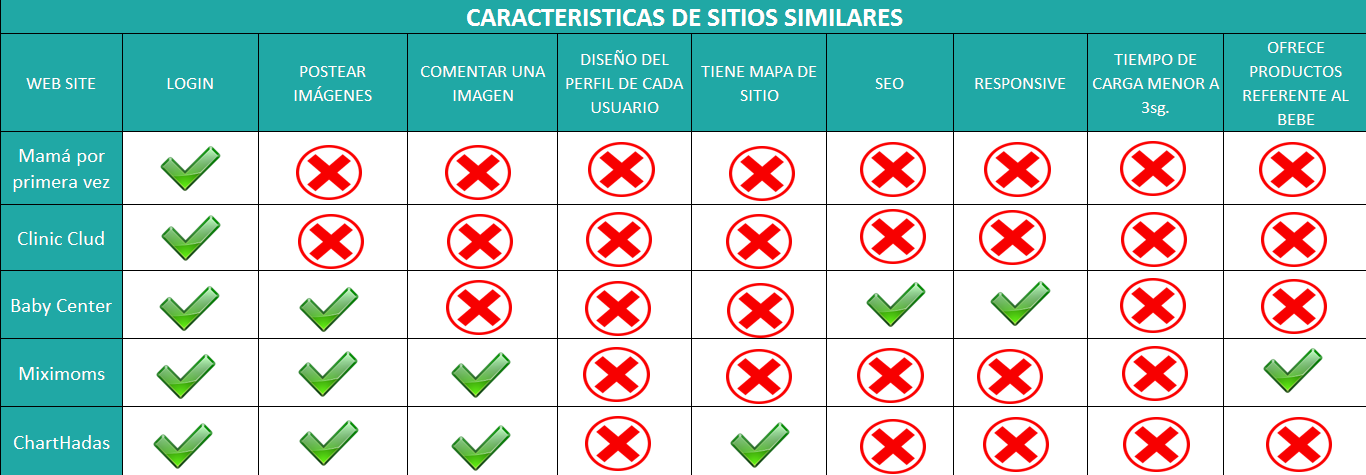 CARACTERISTICAS DE SITIOS SIMILARES
WEB SITE
LOGIN
POSTEAR
IMÁGENES
COMENTAR UNA
IMAGEN
DISEÑO DEL
PERFIL DE CADA
USUARIO
TIENE MAPA DE
SITIO
SEO
RESPONSIVE
TIEMPO DE
CARGA MENOR A
3sg.
OFRECE
PRODUCTOS
REFERENTE AL
BEBE
Mamá por
primera vez
Clinic Clud
Baby Center
Miximoms
ChartHadas